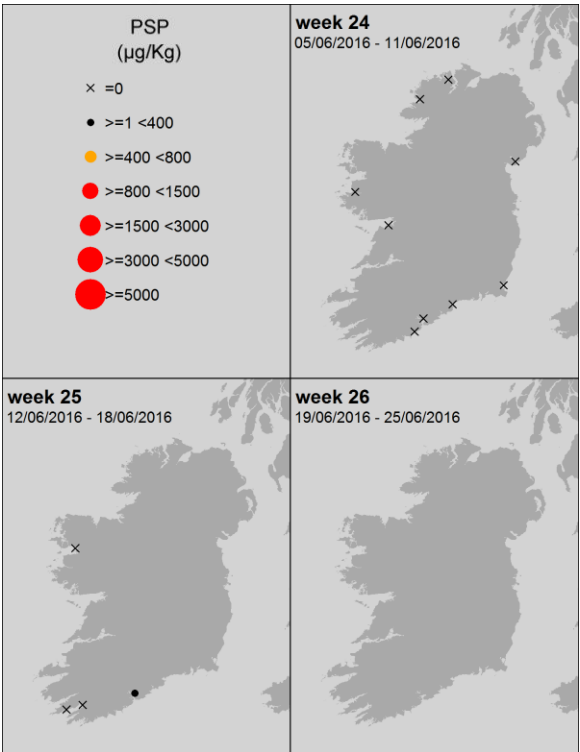 PSP
(µg/Kg)
=0
>=1 <400
>=400 <800
>=800 <1500
>=1500 <3000
>=3000 <5000
>=5000
week 24
05/06/2016 - 11/06/2016
week 25
12/06/2016 - 18/06/2016
week 26
19/06/2016 - 25/06/2016